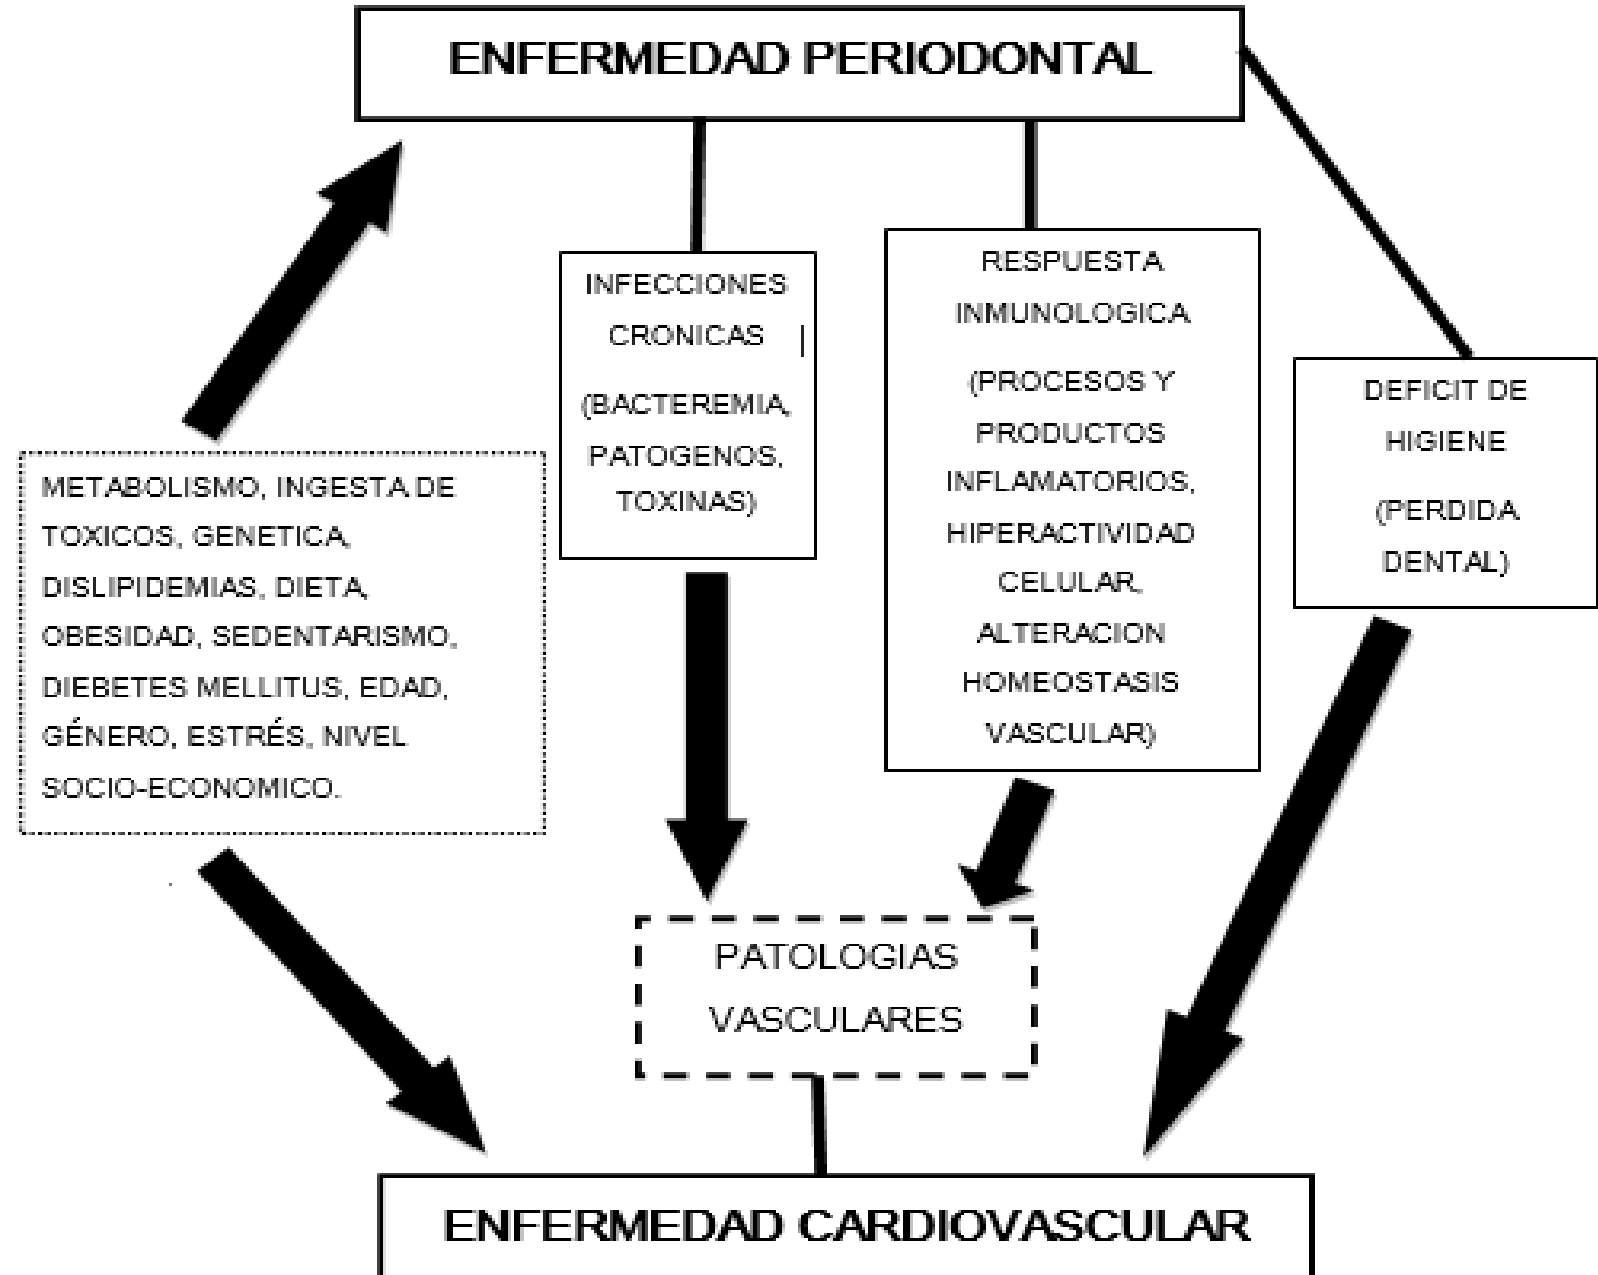 ENFERMEDAD PERIODONTAL
INFECCIONES
CRONICAS |
(BACTEREMIA,
PATOGENOS,
TOXINAS)
RESPUESTA
INMUNOLOGICA
(PROCESOS Y
PRODUCTOS
INFLAMATORIOS,
HIPERACTIVIDAD
CELULAR,
ALTERACION
HOMEOSTASIS
VASCULAR)
DEFICIT DE
HIGIENE
(PERDIDA
DENTAL)
METABOLISMO, INGESTA DE
TOXICOS, GENETICA,
DISLIPIDEMIAS, DIETA,
OBESIDAD, SEDENTARISMO,
DIEBETES MELLITUS, EDAD,
GÉNERO, ESTRÉS, NIVEL
SOCIO-ECONOMICO.
PATOLOGIAS
VASCULARES
ENFERMEDAD CARDIOVASCULAR